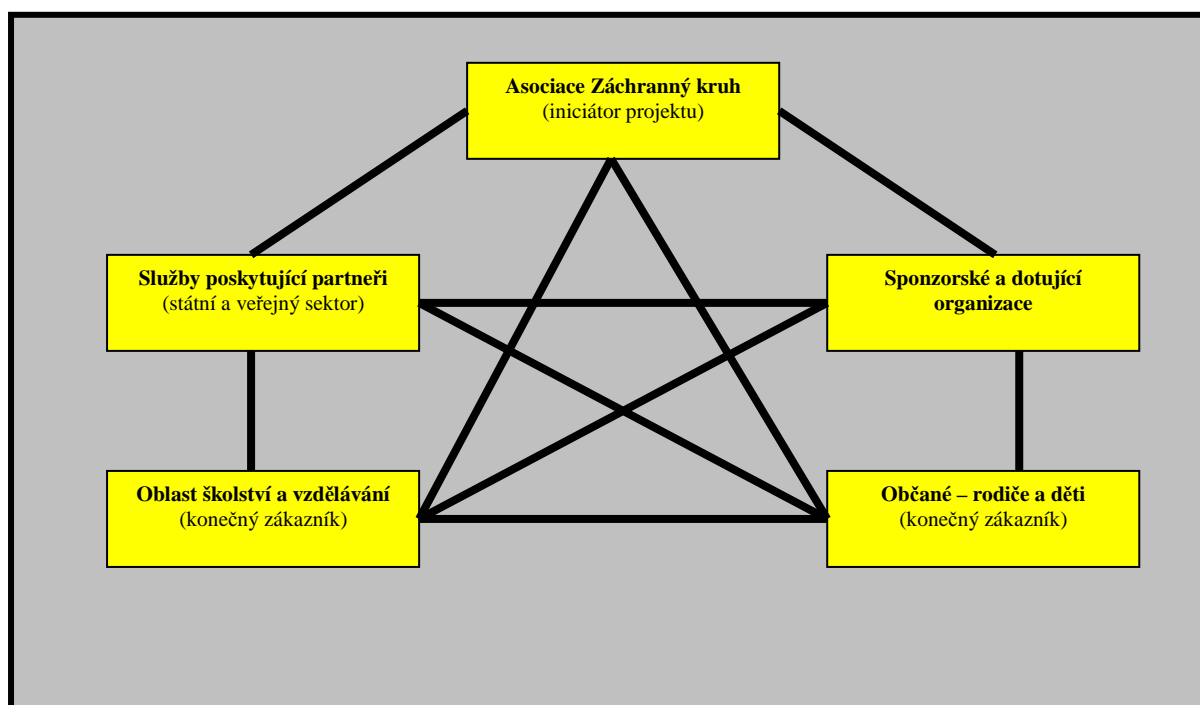 Asociace Záchranný kruh
(iniciátor projektu)
Služby poskytující partneři
(státní a veřejný sektor)
Sponzorské a dotující
organizace
Oblast školství a vzdělávání
(konečný zákazník)
Občané – rodiče a děti
(konečný zákazník)